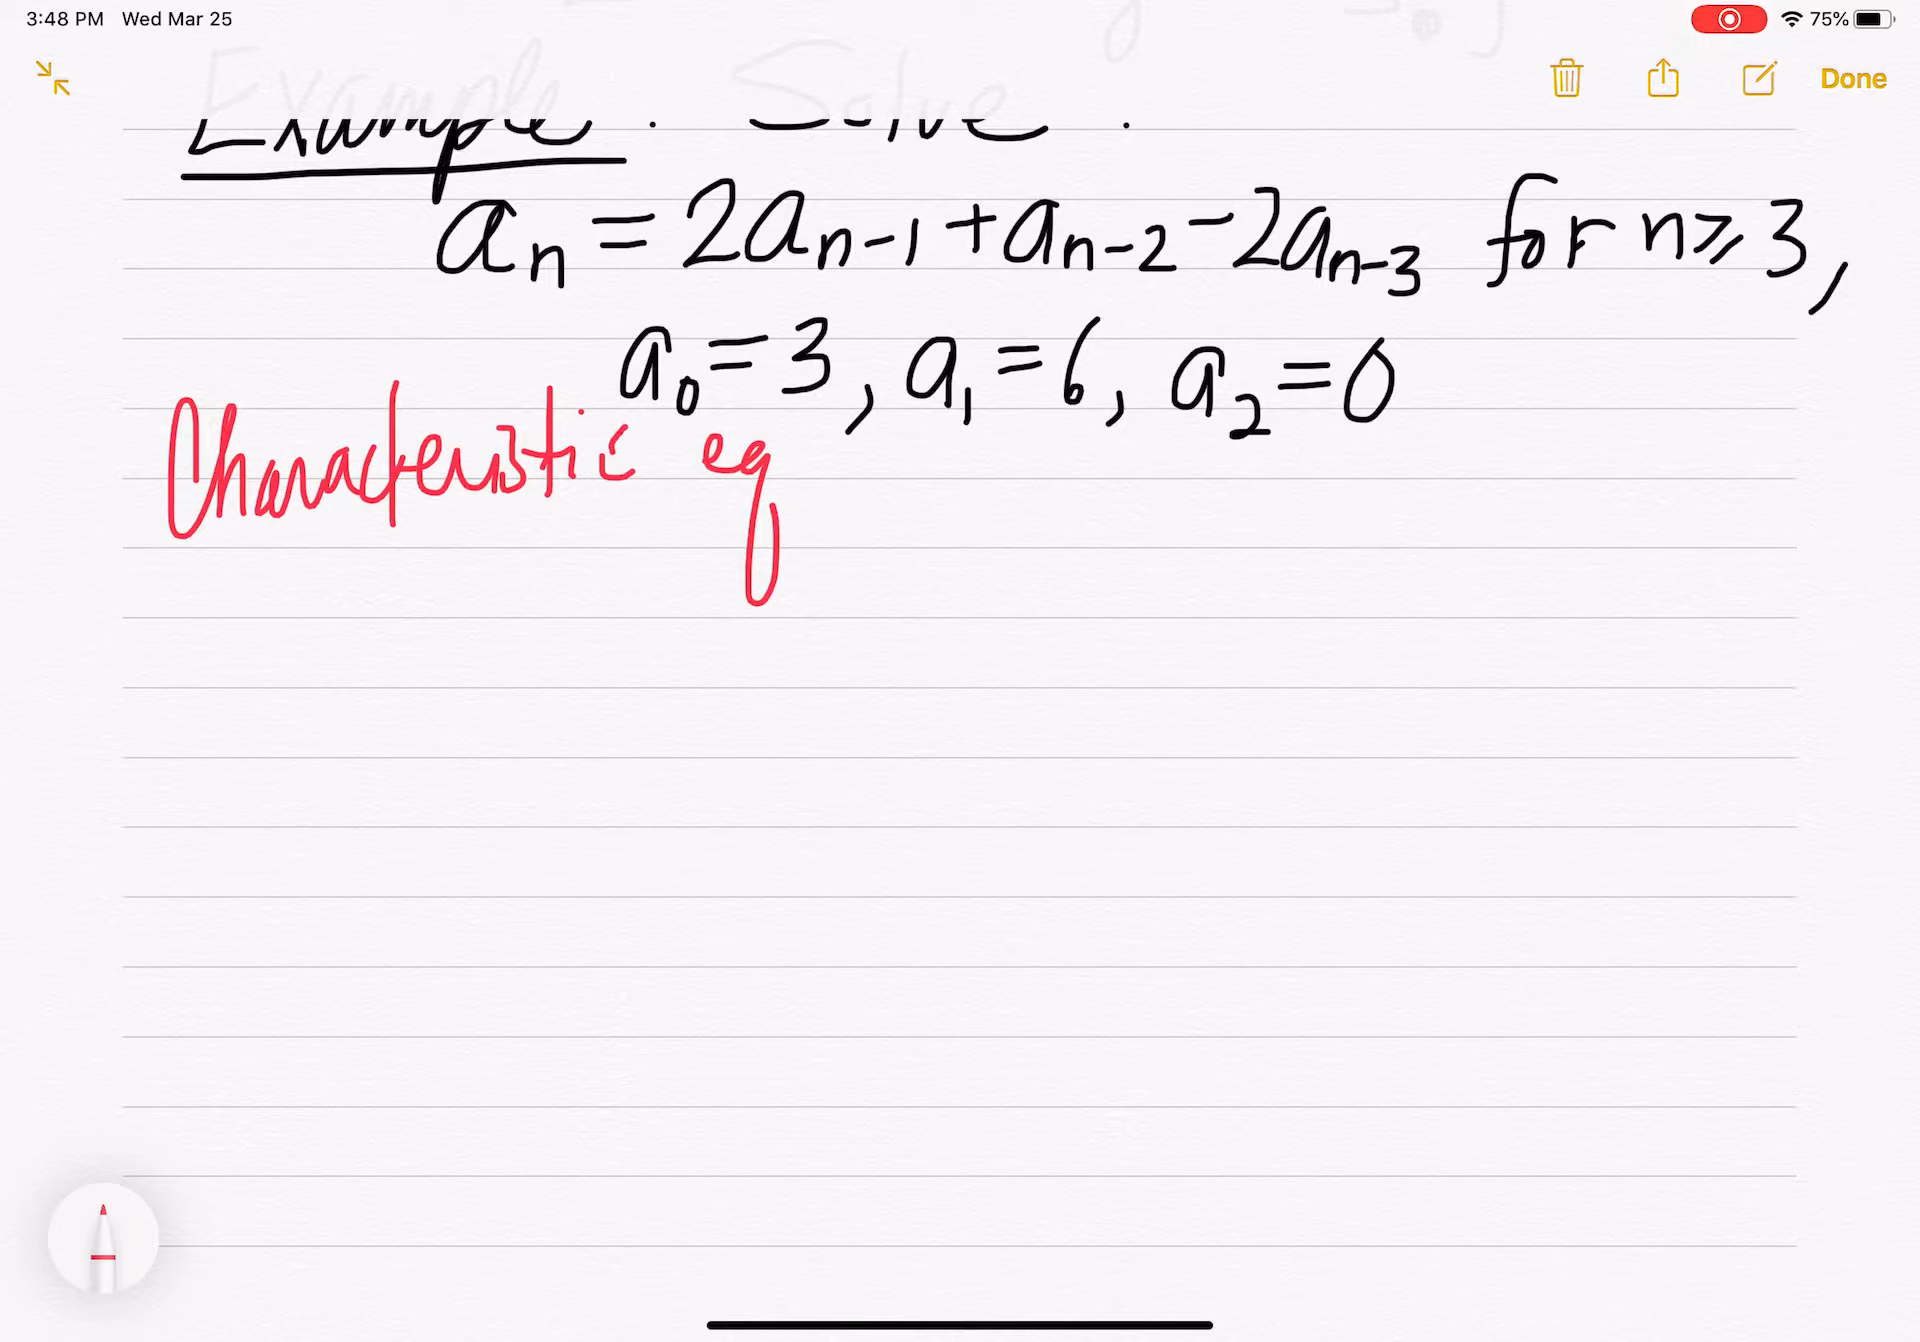 3:48 PM Wed Mar 25 75%
Done
Example : Solve :
aₙ = 2aₙ₋₁ + aₙ₋₂ - 2aₙ₋₃ for n ⩾ 3,
a₀ = 3, a₁ = 6, a₂ = 0
Characteristic eq